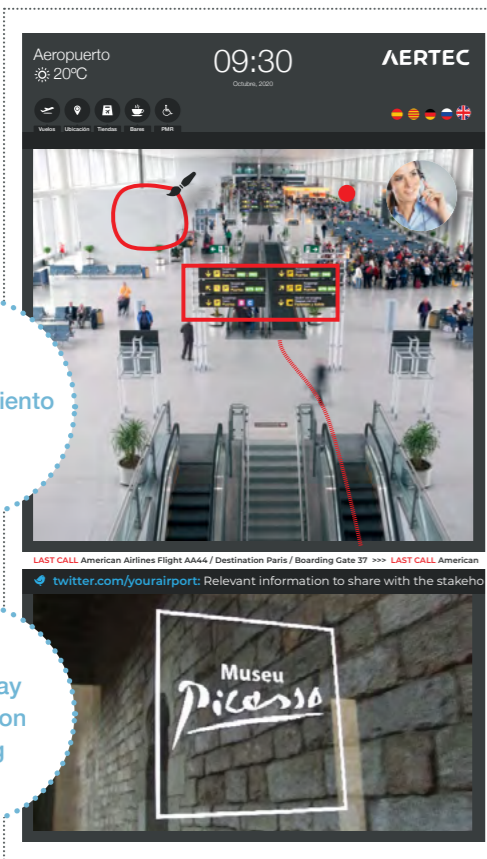 Aeropuerto
20ºC
09:30
Octubre, 2020
AERTEC
Vuelos
Ubicación
Tiendas
Bares
PMR
iento
LAST CALL American Airlines Flight AA44 / Destination Paris / Boarding Gate 37 >>> LAST CALL American
twitter.com/yourairport: Relevant information to share with the stakeho
ay
on
g
Museu
Picasso